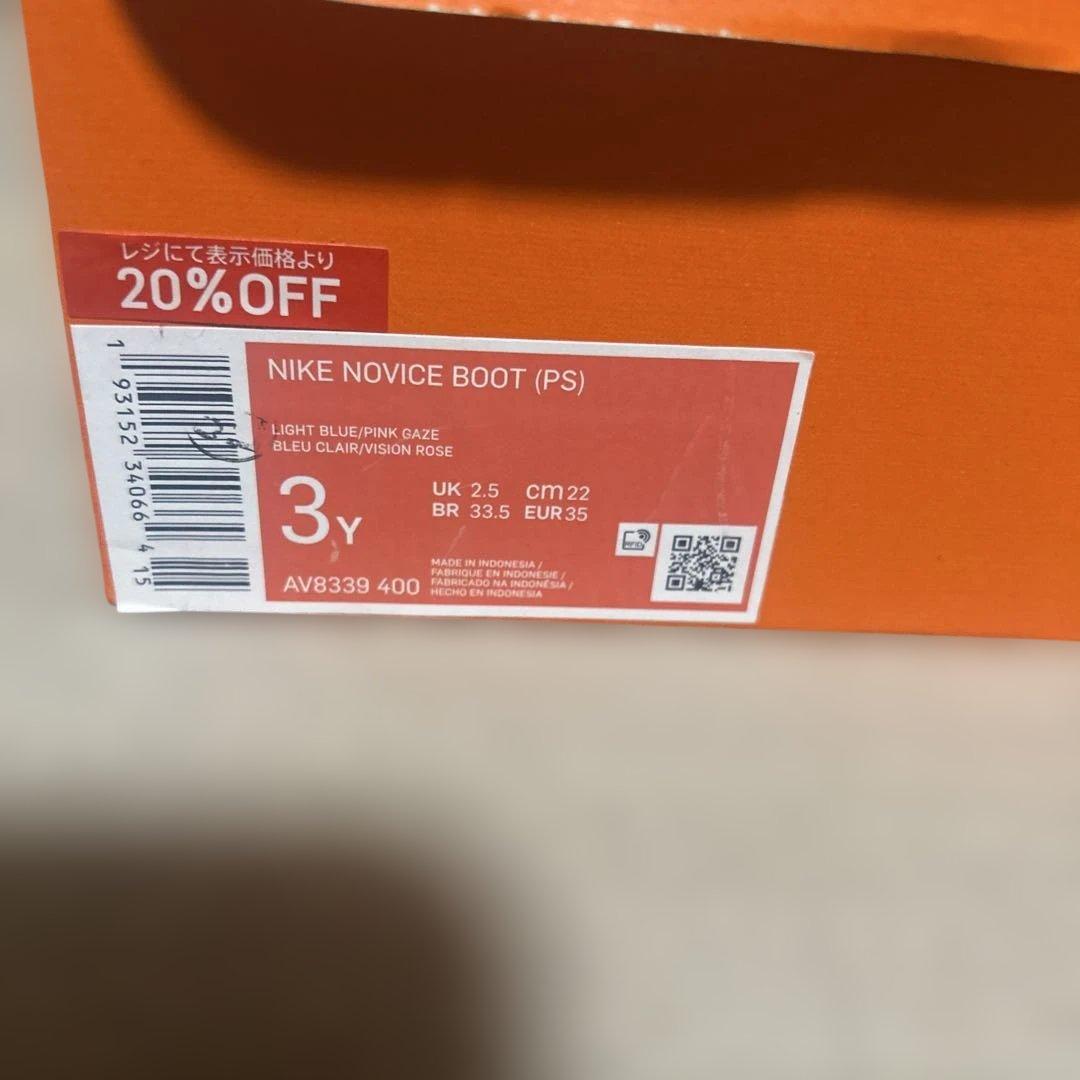 レジにて表示価格より
20%OFF
NIKE NOVICE BOOT (PS)
LIGHT BLUE/PINK GAZE
BLEU CLAIR/VISION ROSE
3Y
UK 2.5 cm 22
BR 33.5 EUR 35
AV8339 400
MADE IN INDONESIA /
FABRIQUE EN INDONESIE /
FABRICADO NA INDONÉSIA /
HECHO EN INDONESIA
1 93152 34066 4 15